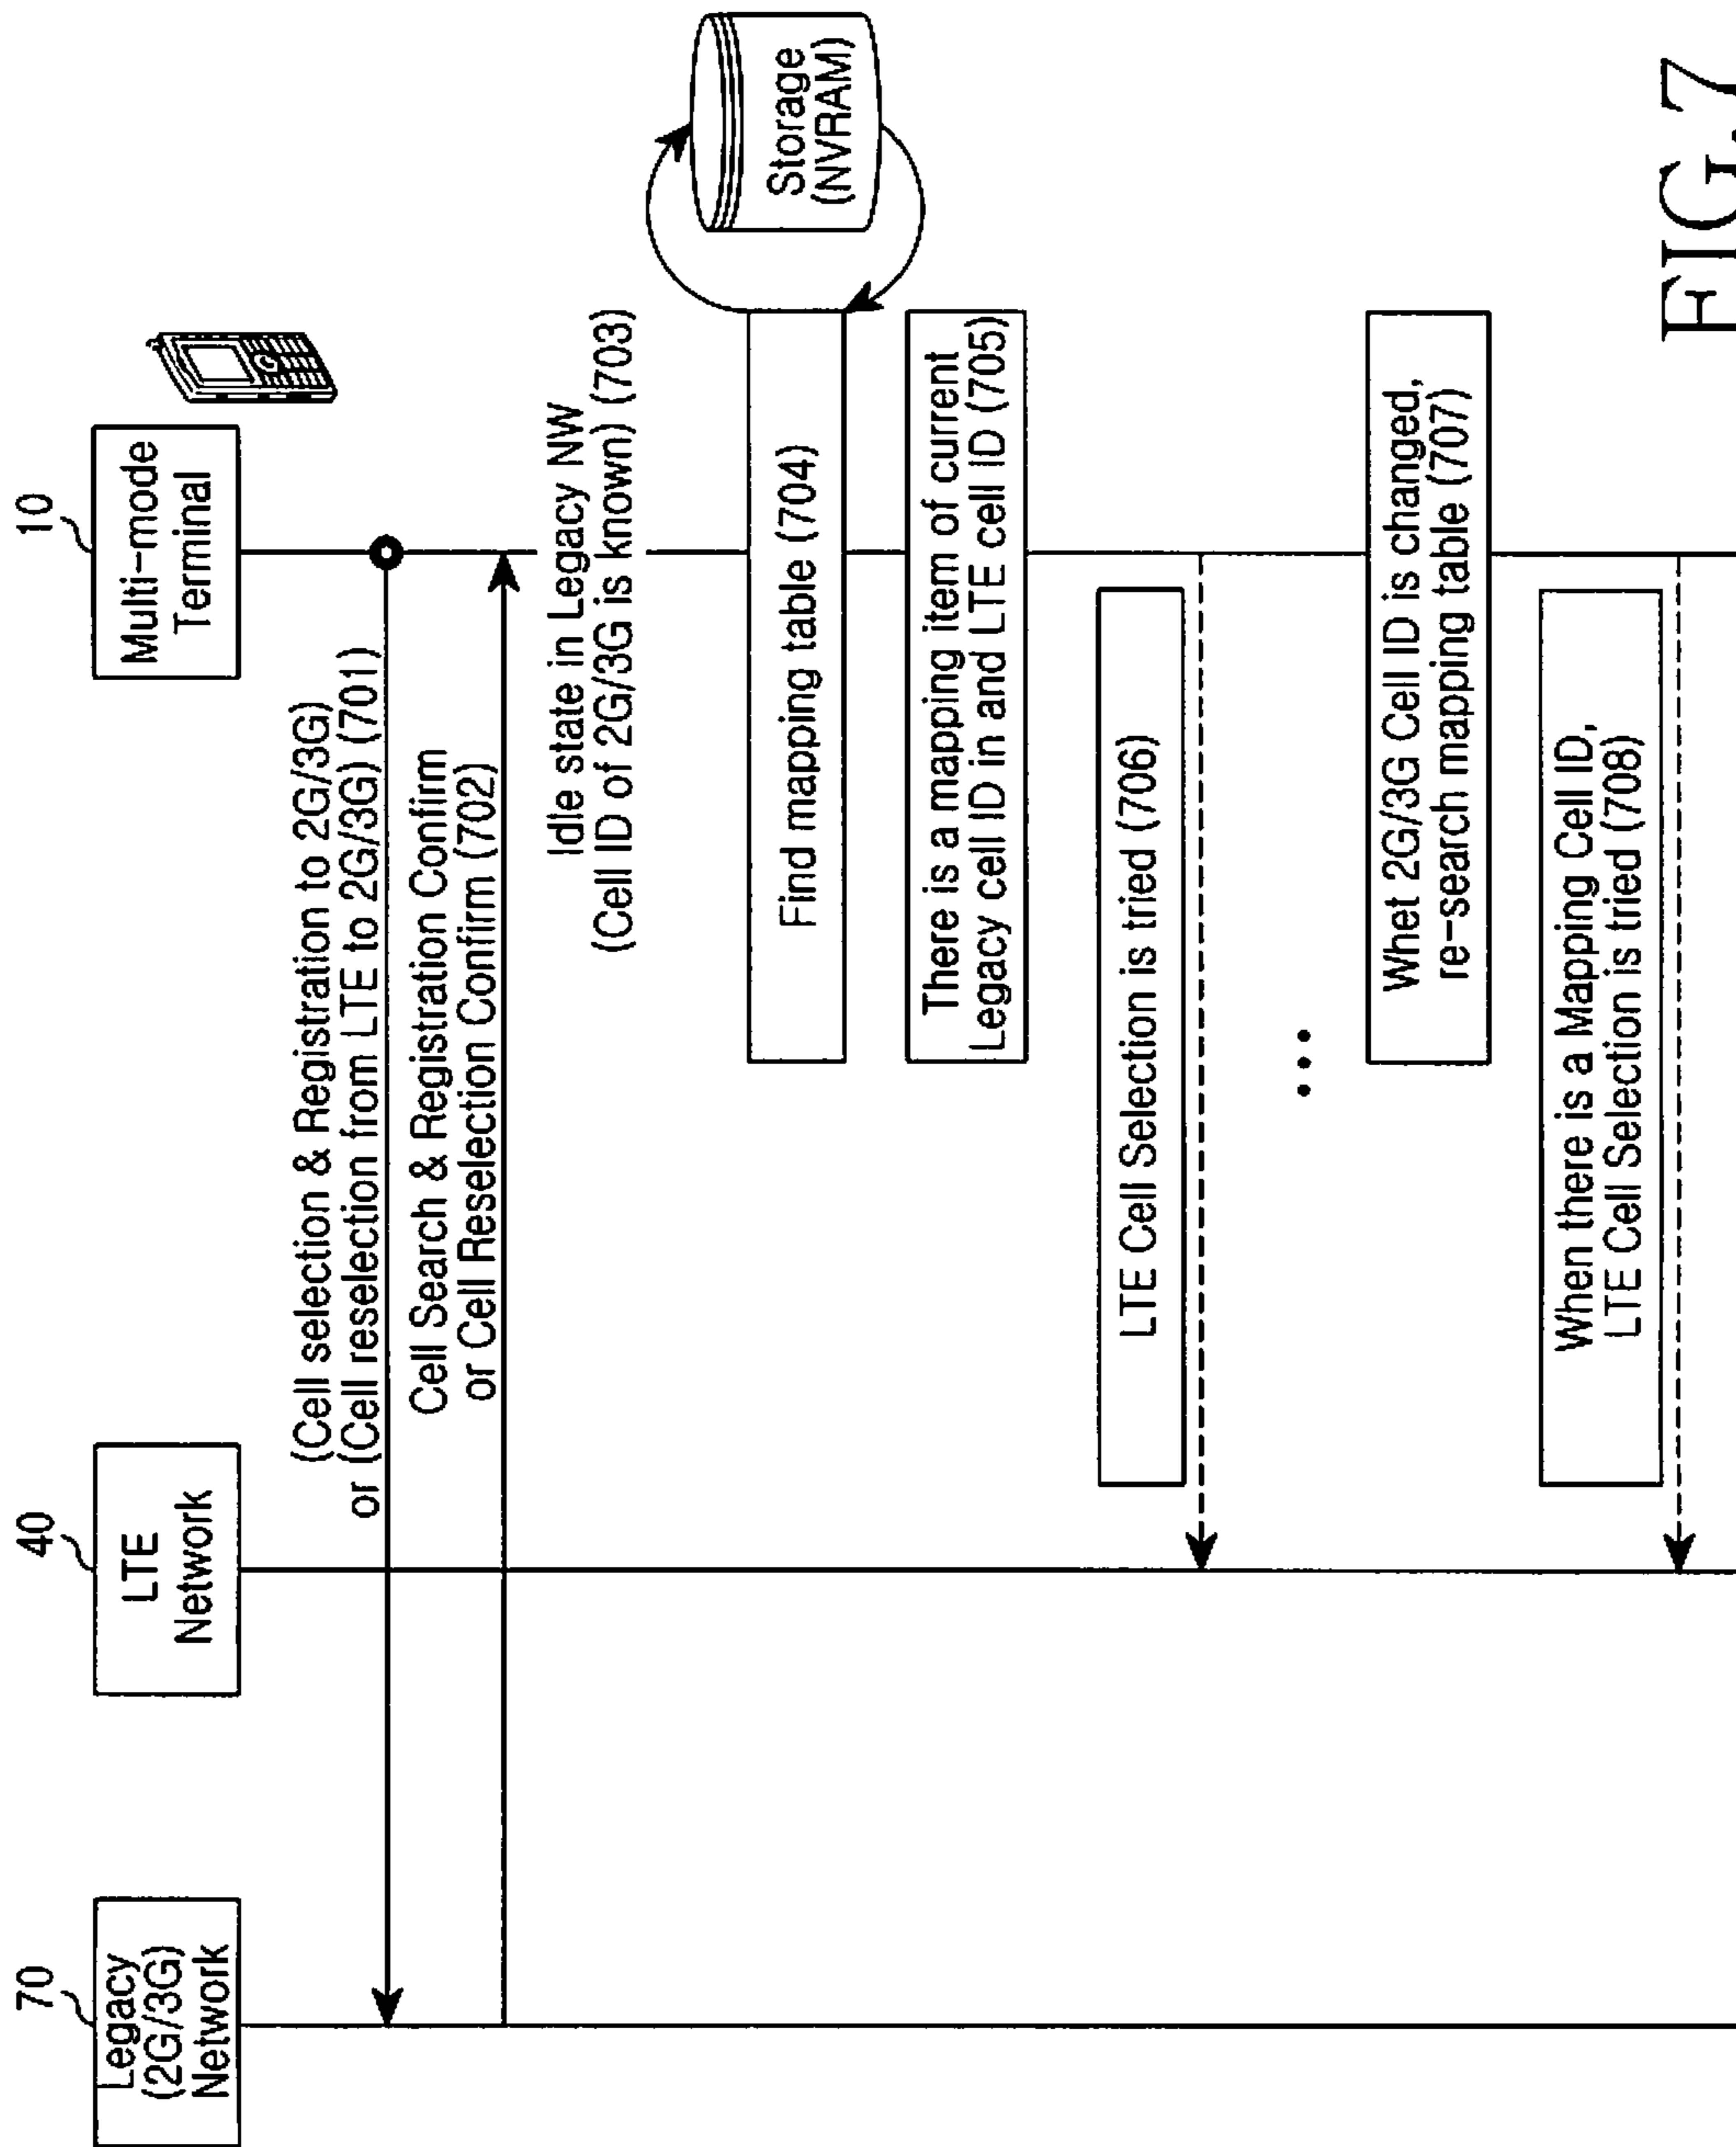 70
Legacy
(2G/3G)
Network
40
LTE
Network
10
Multi-mode
Terminal
(Cell selection & Registration to 2G/3G)
or (Cell reselection from LTE to 2G/3G) (701)
Cell Search & Registration Confirm
or Cell Reselection Confirm (702)
Idle state in Legacy NW
(Cell ID of 2G/3G is known) (703)
Find mapping table (704)
Storage
(NVRAM)
There is a mapping item of current
Legacy cell ID in and LTE cell ID (705)
LTE Cell Selection is tried (706)
...
Whet 2G/3G Cell ID is changed,
re-search mapping table (707)
When there is a Mapping Cell ID,
LTE Cell Selection is tried (708)
FIG.7